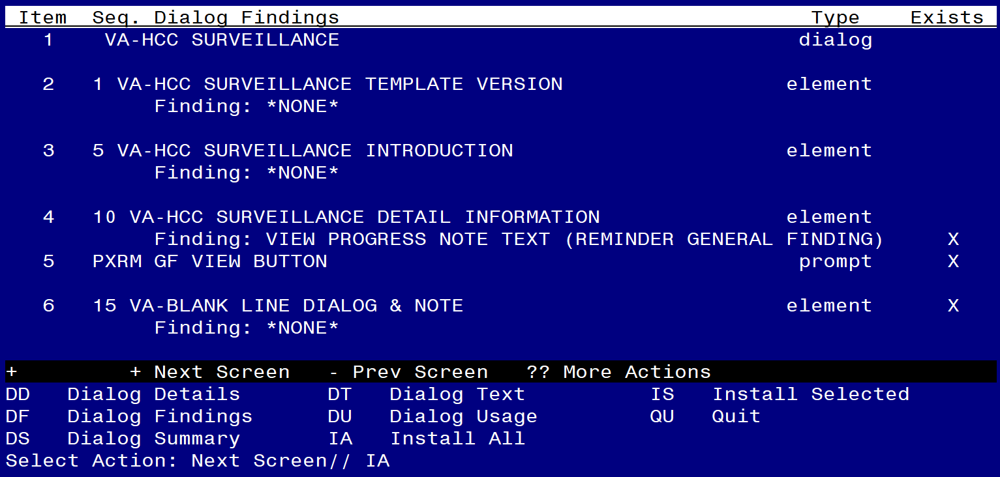 Item  Seq. Dialog Findings  Type  Exists
1  VA-HCC SURVEILLANCE  dialog
2  1 VA-HCC SURVEILLANCE TEMPLATE VERSION  element
Finding: *NONE*
3  5 VA-HCC SURVEILLANCE INTRODUCTION  element
Finding: *NONE*
4  10 VA-HCC SURVEILLANCE DETAIL INFORMATION  element
Finding: VIEW PROGRESS NOTE TEXT (REMINDER GENERAL FINDING)  X
5  PXRM GF VIEW BUTTON  prompt  X
6  15 VA-BLANK LINE DIALOG & NOTE  element  X
Finding: *NONE*
+  + Next Screen  - Prev Screen  ?? More Actions
DD  Dialog Details  DT  Dialog Text  IS  Install Selected
DF  Dialog Findings  DU  Dialog Usage  QU  Quit
DS  Dialog Summary  IA  Install All
Select Action: Next Screen// IA